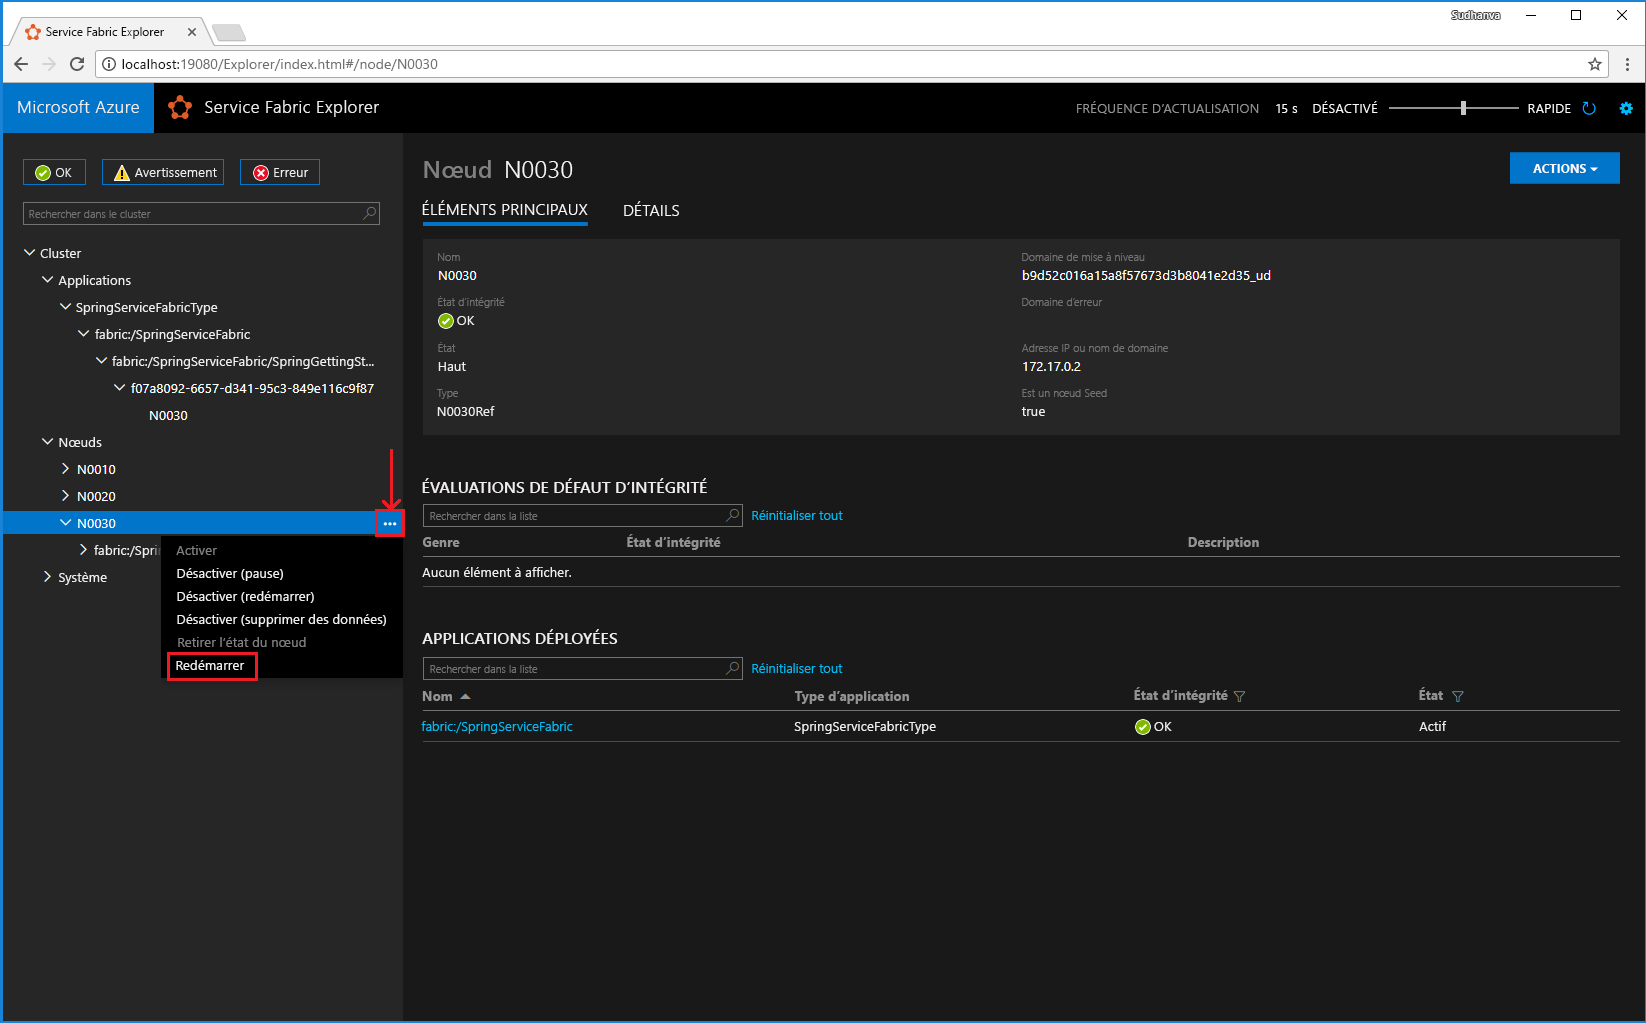 Sudhanva
Service Fabric Explorer
localhost:19080/Explorer/index.html#/node/N0030
Microsoft Azure
Service Fabric Explorer
FRÉQUENCE D'ACTUALISATION 15 s DÉSACTIVÉ RAPIDE
OK Avertissement Erreur
Rechercher dans le cluster
Cluster
Applications
SpringServiceFabricType
fabric:/SpringServiceFabric
fabric:/SpringServiceFabric/SpringGettingSt...
f07a8092-6657-d341-95c3-849e116c9f87
N0030
Nœuds
N0010
N0020
N0030
...
fabric:/Spri
Système
Activer
Désactiver (pause)
Désactiver (redémarrer)
Désactiver (supprimer des données)
Retirer l'état du nœud
Redémarrer
Nœud N0030
ACTIONS
ÉLÉMENTS PRINCIPAUX DÉTAILS
Nom
N0030
État d'intégrité
OK
État
Haut
Type
N0030Ref
Domaine de mise à niveau
b9d52c016a15a8f57673d3b8041e2d35_ud
Domaine d'erreur
Adresse IP ou nom de domaine
172.17.0.2
Est un nœud Seed
true
ÉVALUATIONS DE DÉFAUT D'INTÉGRITÉ
Rechercher dans la liste Réinitialiser tout
Genre État d'intégrité Description
Aucun élément à afficher.
APPLICATIONS DÉPLOYÉES
Rechercher dans la liste Réinitialiser tout
Nom Type d'application État d'intégrité État
fabric:/SpringServiceFabric SpringServiceFabricType OK Actif